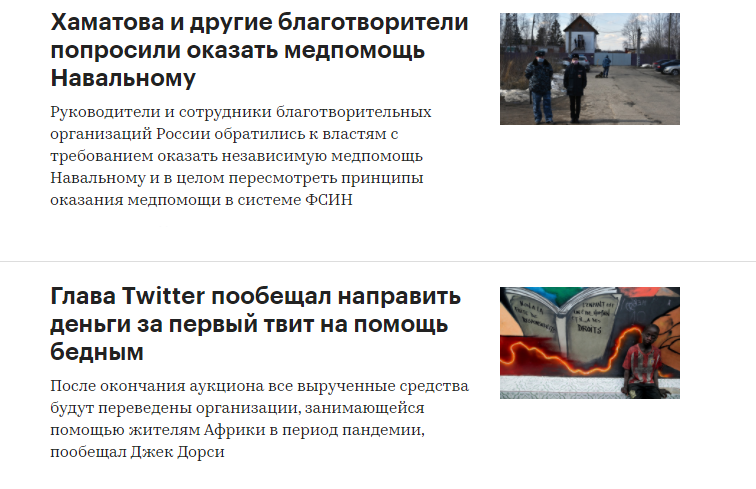 Хаматова и другие благотворители
попросили оказать медпомощь
Навальному
Руководители и сотрудники благотворительных
организаций России обратились к властям с
требованием оказать независимую медпомощь
Навальному и в целом пересмотреть принципы
оказания медпомощи в системе ФСИН
Глава Twitter пообещал направить
деньги за первый твит на помощь
бедным
После окончания аукциона все вырученные средства
будут переведены организации, занимающейся
помощью жителям Африки в период пандемии,
пообещал Джек Дорси
DROITS